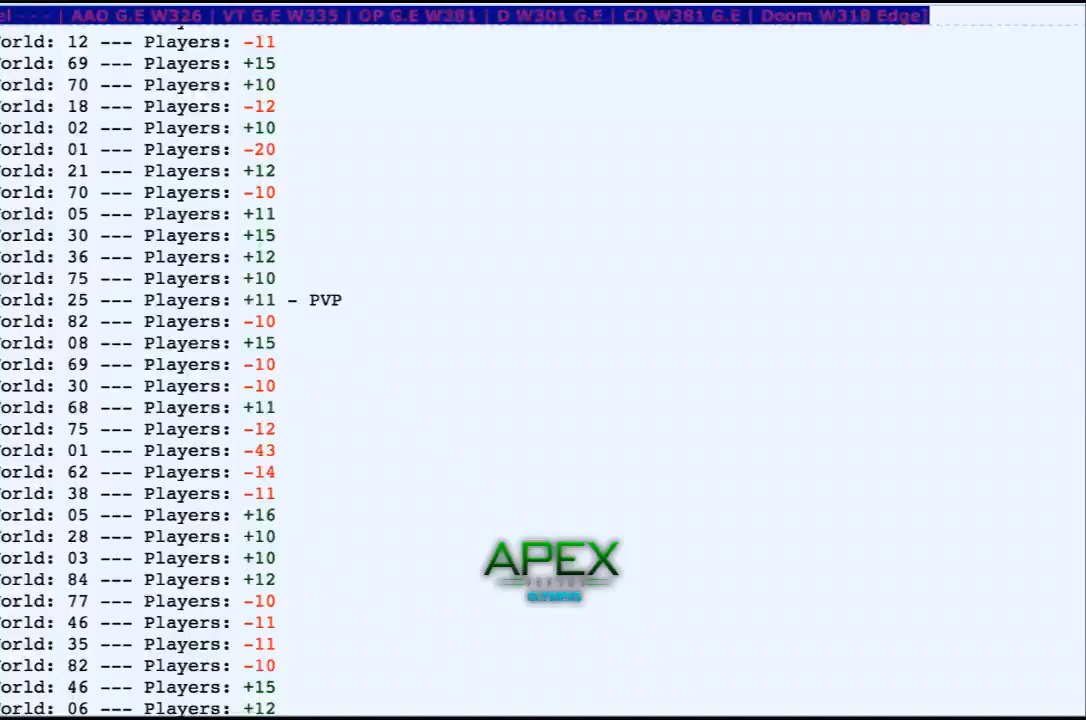 el - - - | AAO G.E W326 | VT G.E W335 | OP G.E W381 | D W301 G.E | CD W381 G.E | Doom W318 Edge]
orld: 12 --- Players: -11
orld: 69 --- Players: +15
orld: 70 --- Players: +10
orld: 18 --- Players: -12
orld: 02 --- Players: +10
orld: 01 --- Players: -20
orld: 21 --- Players: +12
orld: 70 --- Players: -10
orld: 05 --- Players: +11
orld: 30 --- Players: +15
orld: 36 --- Players: +12
orld: 75 --- Players: +10
orld: 25 --- Players: +11 - PVP
orld: 82 --- Players: -10
orld: 08 --- Players: +15
orld: 69 --- Players: -10
orld: 30 --- Players: -10
orld: 68 --- Players: +11
orld: 75 --- Players: -12
orld: 01 --- Players: -43
orld: 62 --- Players: -14
orld: 38 --- Players: -11
orld: 05 --- Players: +16
orld: 28 --- Players: +10
orld: 03 --- Players: +10
orld: 84 --- Players: +12
orld: 77 --- Players: -10
orld: 46 --- Players: -11
orld: 35 --- Players: -11
orld: 82 --- Players: -10
orld: 46 --- Players: +15
orld: 06 --- Players: +12
APEX
VERSUS
OLYMPUS